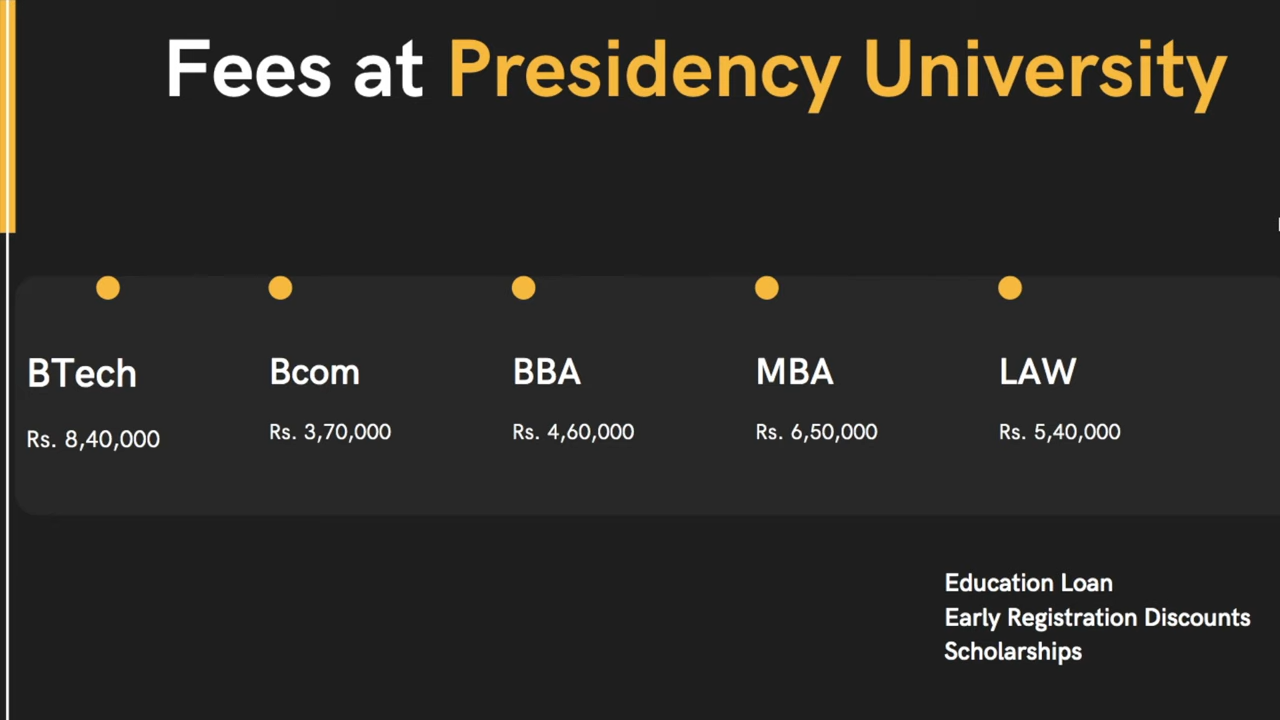 Fees at Presidency University
BTech
Rs. 8,40,000
Bcom
Rs. 3,70,000
BBA
Rs. 4,60,000
MBA
Rs. 6,50,000
LAW
Rs. 5,40,000
Education Loan
Early Registration Discounts
Scholarships